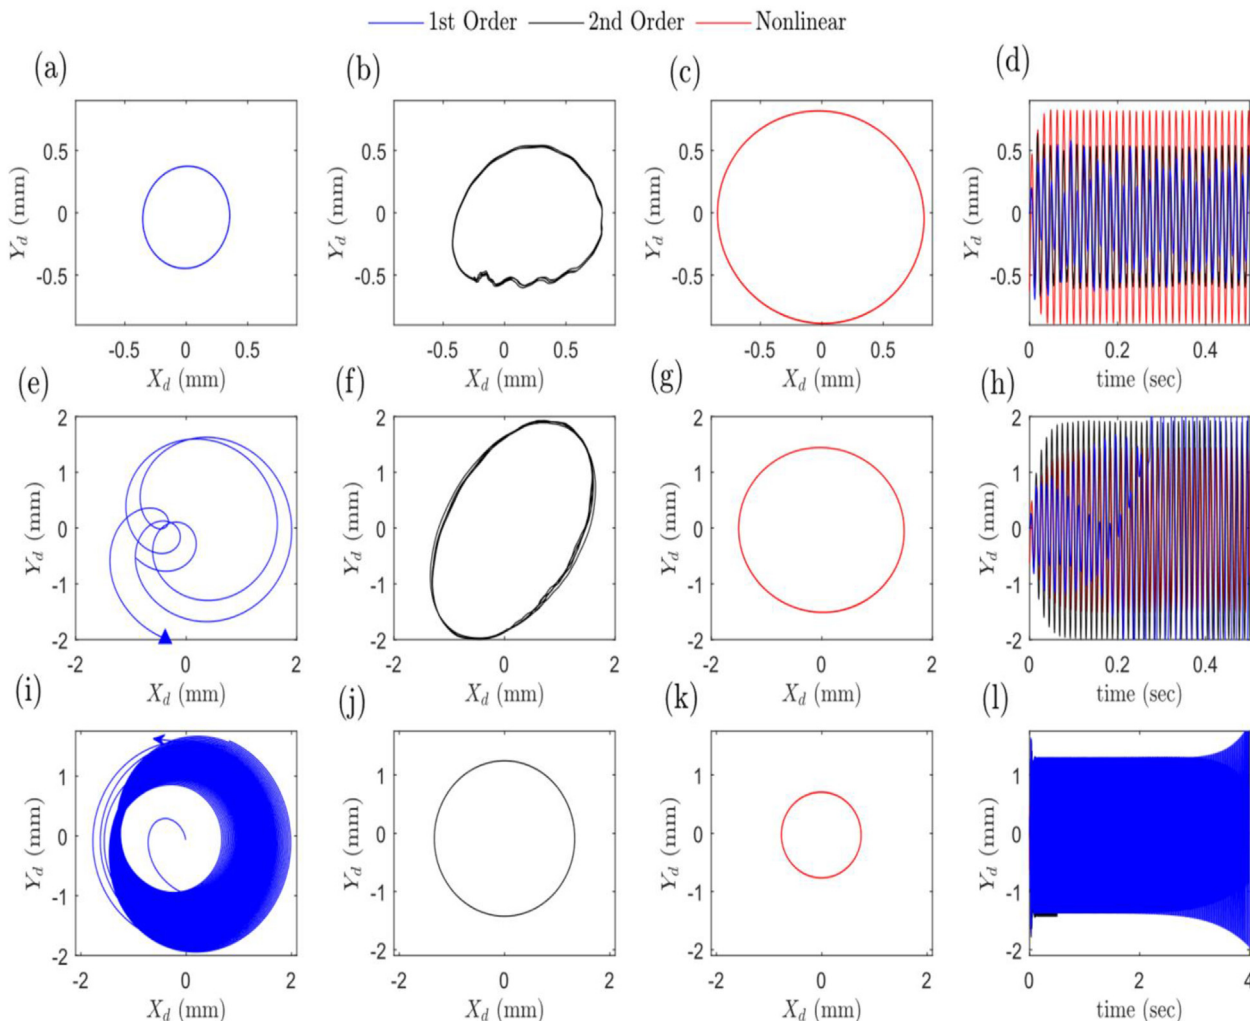 1st Order 2nd Order Nonlinear
(a) (b) (c) (d)
0.5 0.5 0.5 0.5
0 0 0 0
-0.5 -0.5 -0.5 -0.5
Y_d (mm) Y_d (mm) Y_d (mm) Y_d (mm)
-0.5 0 0.5 -0.5 0 0.5 -0.5 0 0.5 0 0.2 0.4
X_d (mm) X_d (mm) X_d (mm) time (sec)
(e) (f) (g) (h)
2 2 2 2
1 1 1 1
0 0 0 0
-1 -1 -1 -1
-2 -2 -2 -2
Y_d (mm) Y_d (mm) Y_d (mm) Y_d (mm)
-2 0 2 -2 0 2 -2 0 2 0 0.2 0.4
X_d (mm) X_d (mm) X_d (mm) time (sec)
(i) (j) (k) (l)
1 1 1 1
0 0 0 0
-1 -1 -1 -1
-2 -2 -2 -2
Y_d (mm) Y_d (mm) Y_d (mm) Y_d (mm)
-2 0 2 -2 0 2 -2 0 2 0 2 4
X_d (mm) X_d (mm) X_d (mm) time (sec)